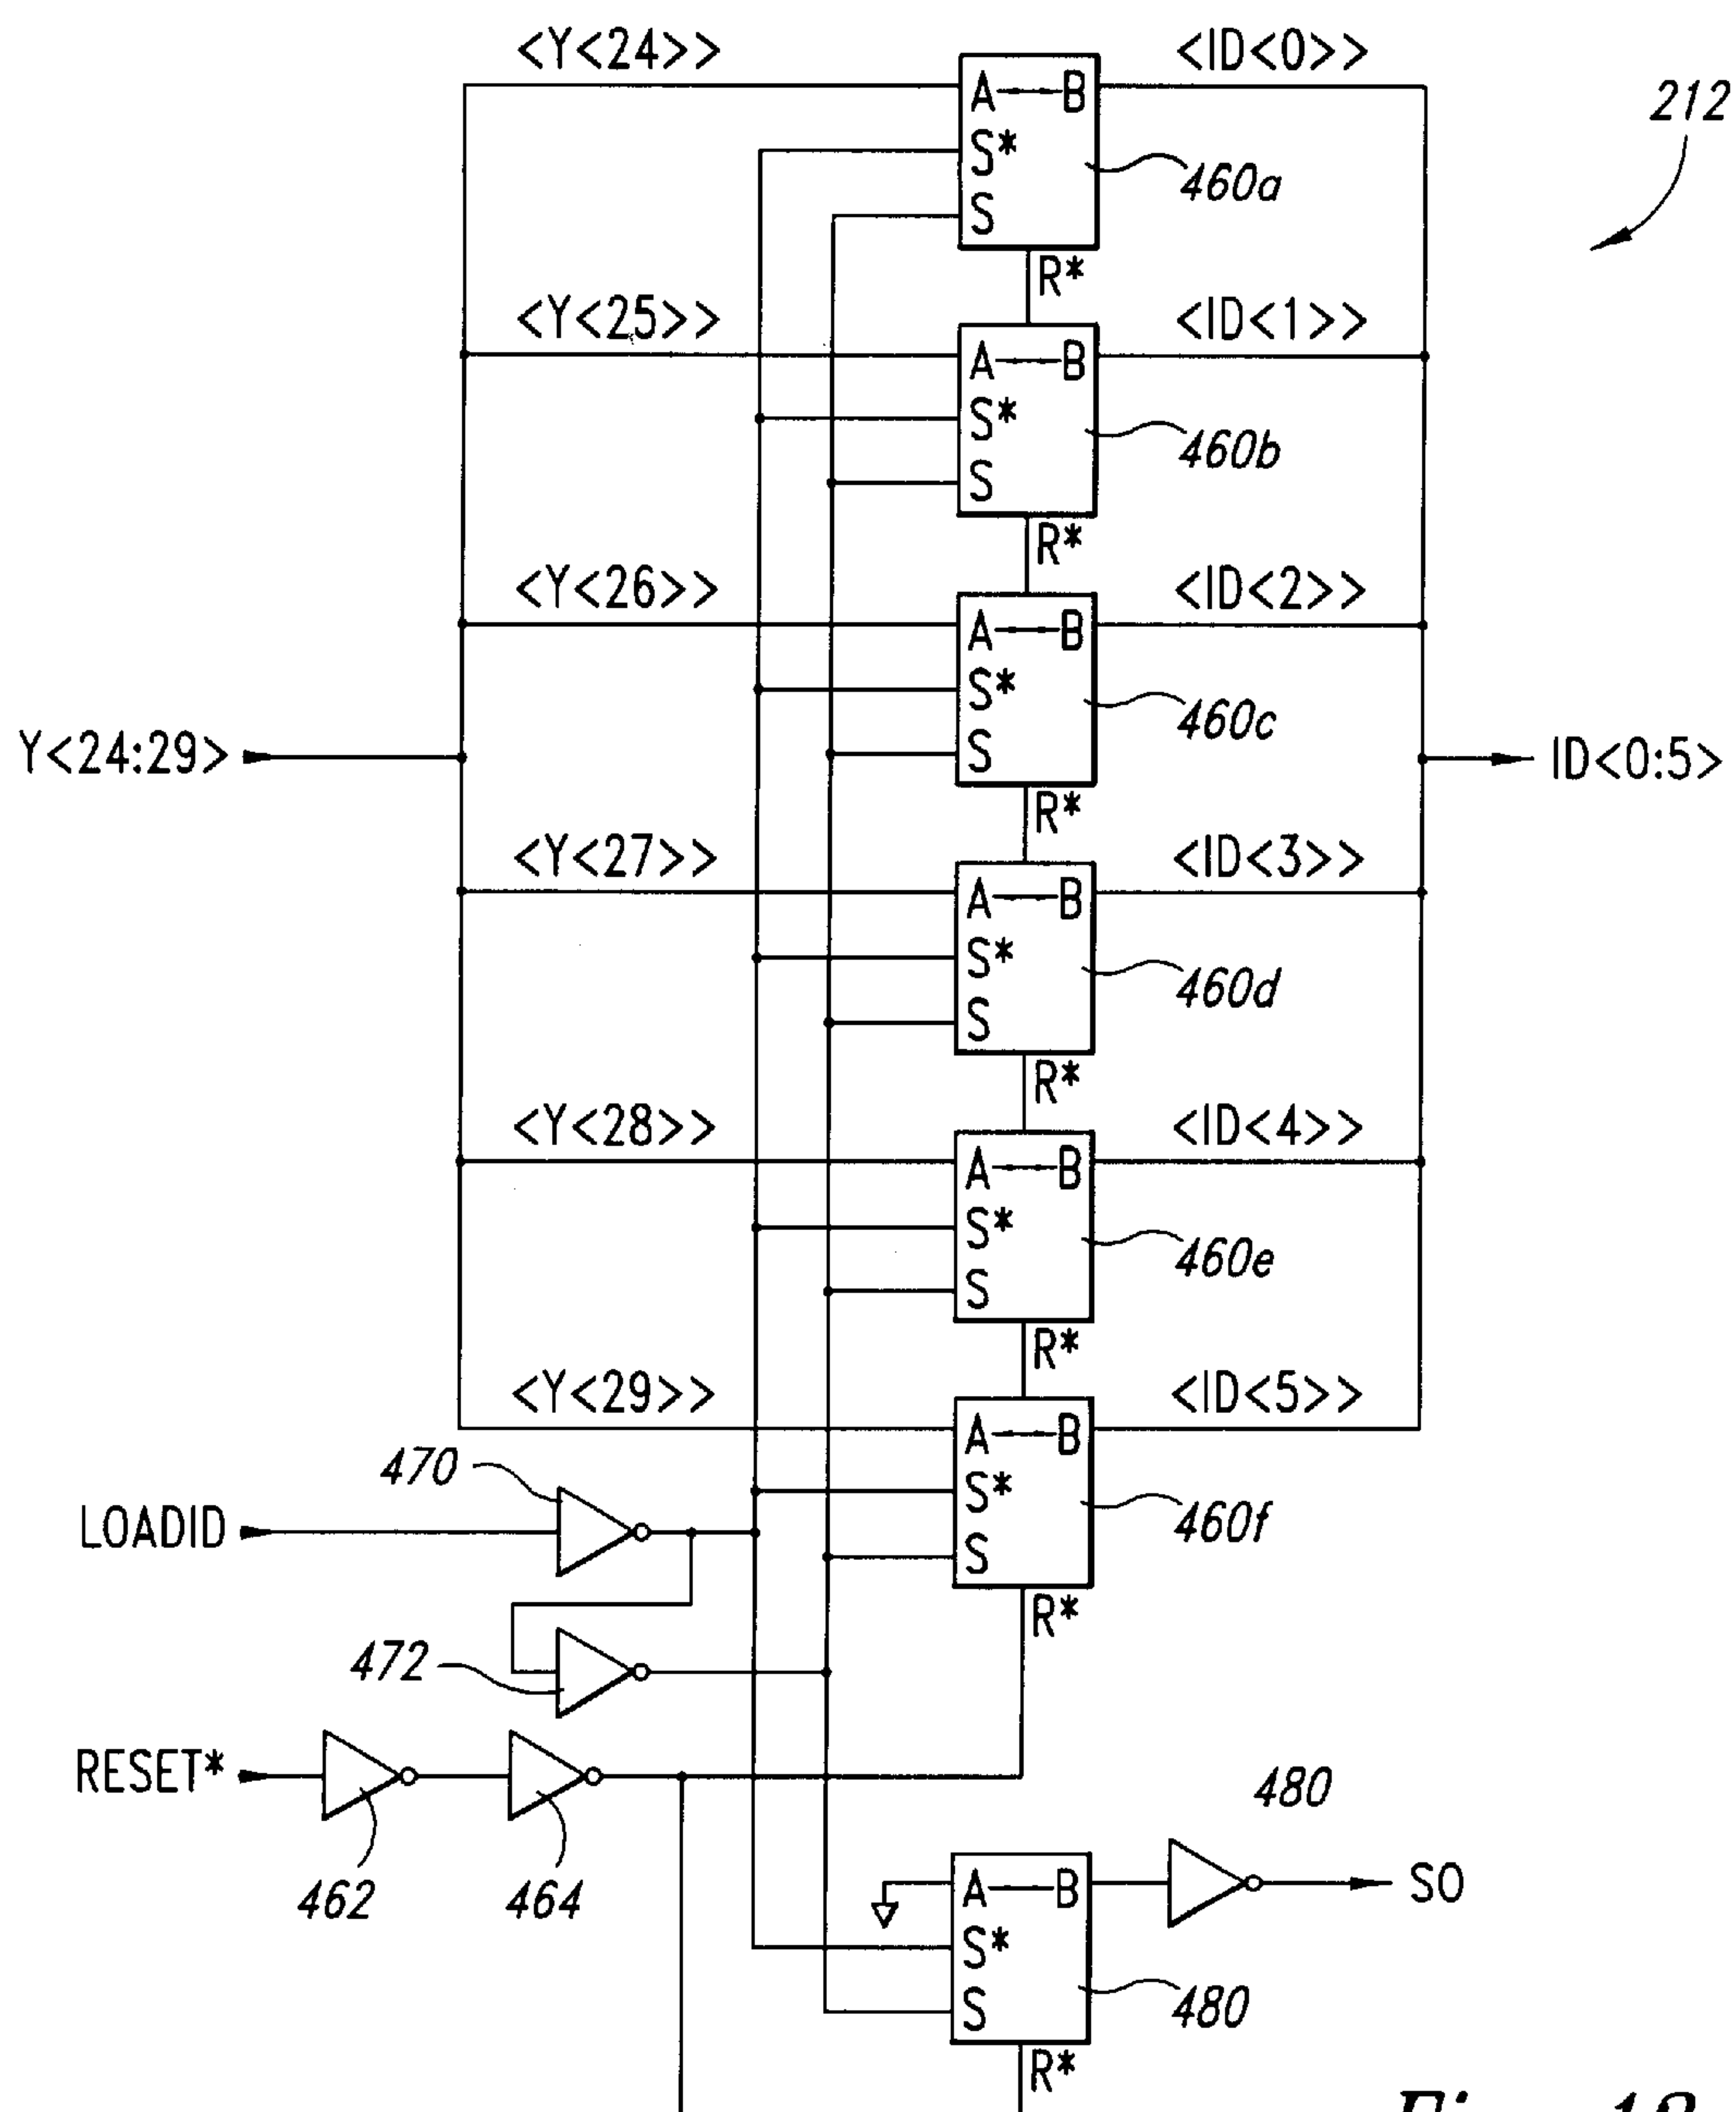 <Y<24>> <ID<0>>
212
A B
S*
460a
S
R*
<Y<25>> <ID<1>>
A B
S*
460b
S
R*
<Y<26>> <ID<2>>
A B
S*
460c
S
Y<24:29> ID<0:5>
R*
<Y<27>> <ID<3>>
A B
S*
460d
S
R*
<Y<28>> <ID<4>>
A B
S*
460e
S
R*
<Y<29>> <ID<5>>
A B
470
S*
LOADID
460f
S
R*
472
RESET*
480
462
464
A B
SO
S*
480
S
R*